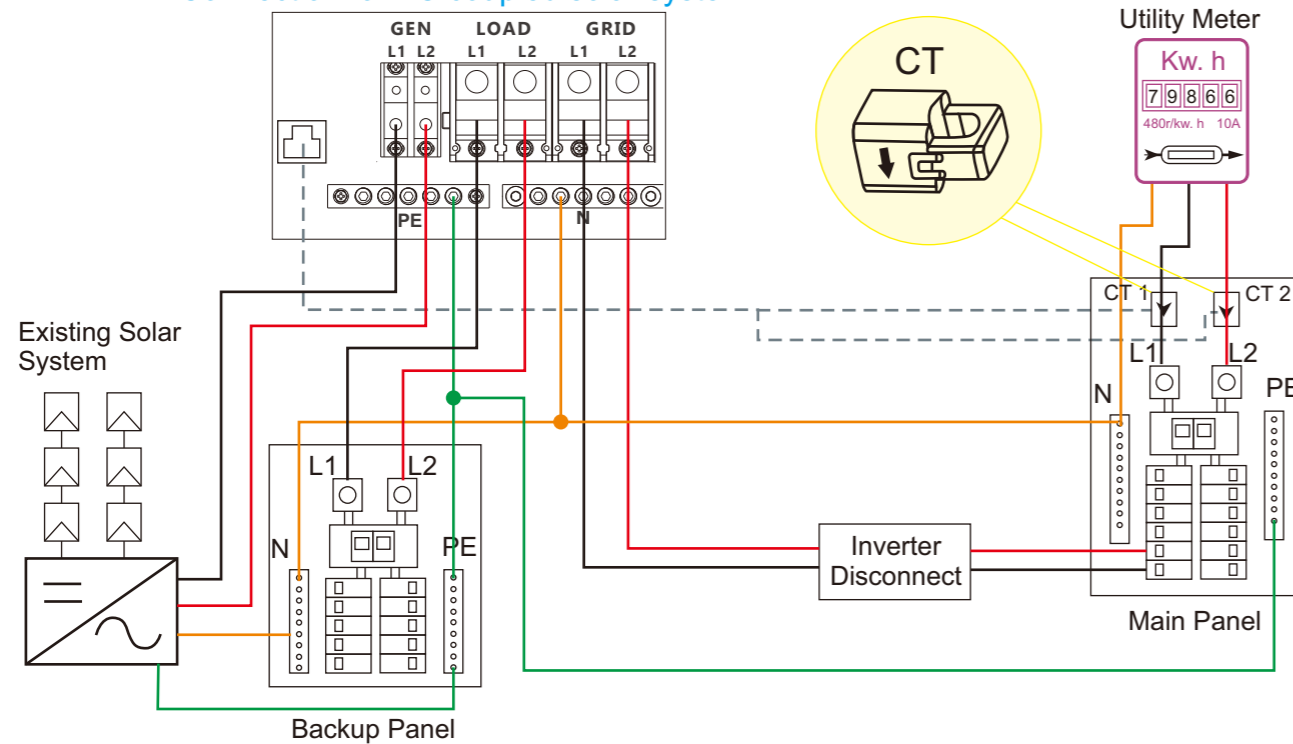 GEN LOAD GRID
L1 L2 L1 L2 L1 L2
PE
N
CT
Utility Meter
Kw. h
7 9 8 6 6
480r/kw. h 10A
CT 1
CT 2
L1
L2
N
PE
Main Panel
Existing Solar
System
L1
L2
N
PE
Backup Panel
Inverter
Disconnect